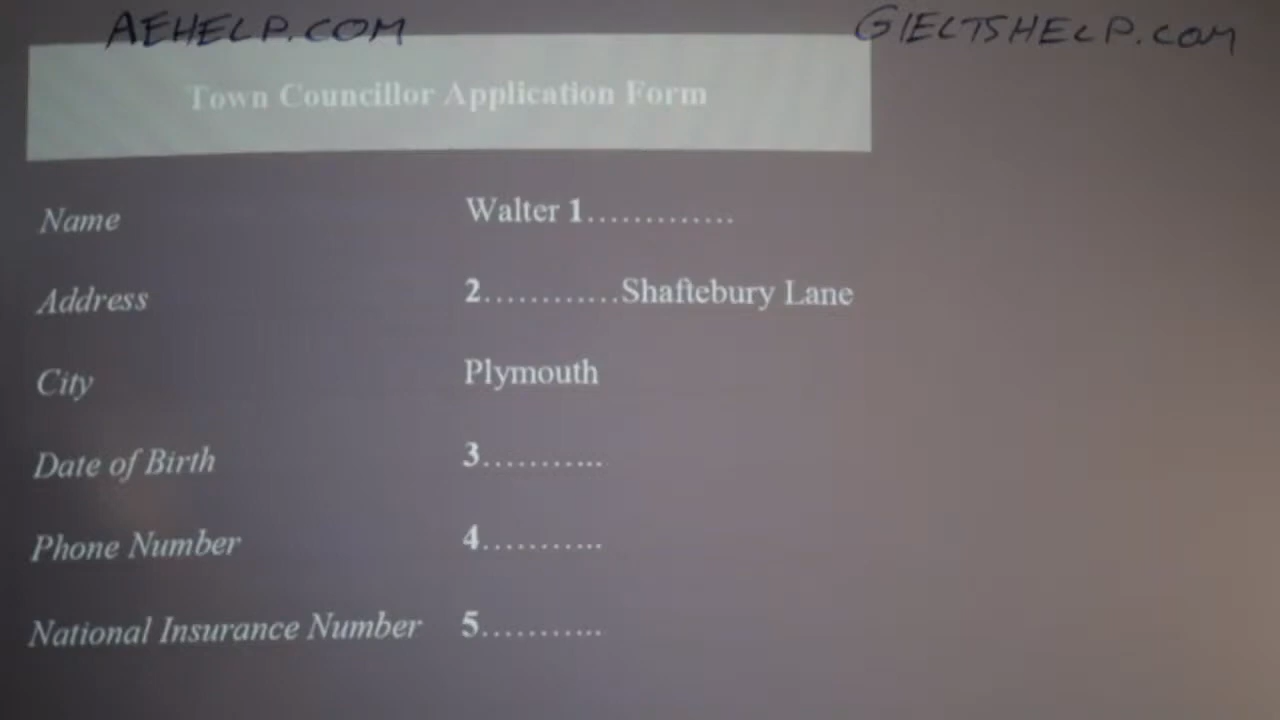 AEHELP.COM GIELTSHELP.COM
Town Councillor Application Form
Name Walter 1.............
Address 2............Shaftebury Lane
City Plymouth
Date of Birth 3...........
Phone Number 4...........
National Insurance Number 5...........